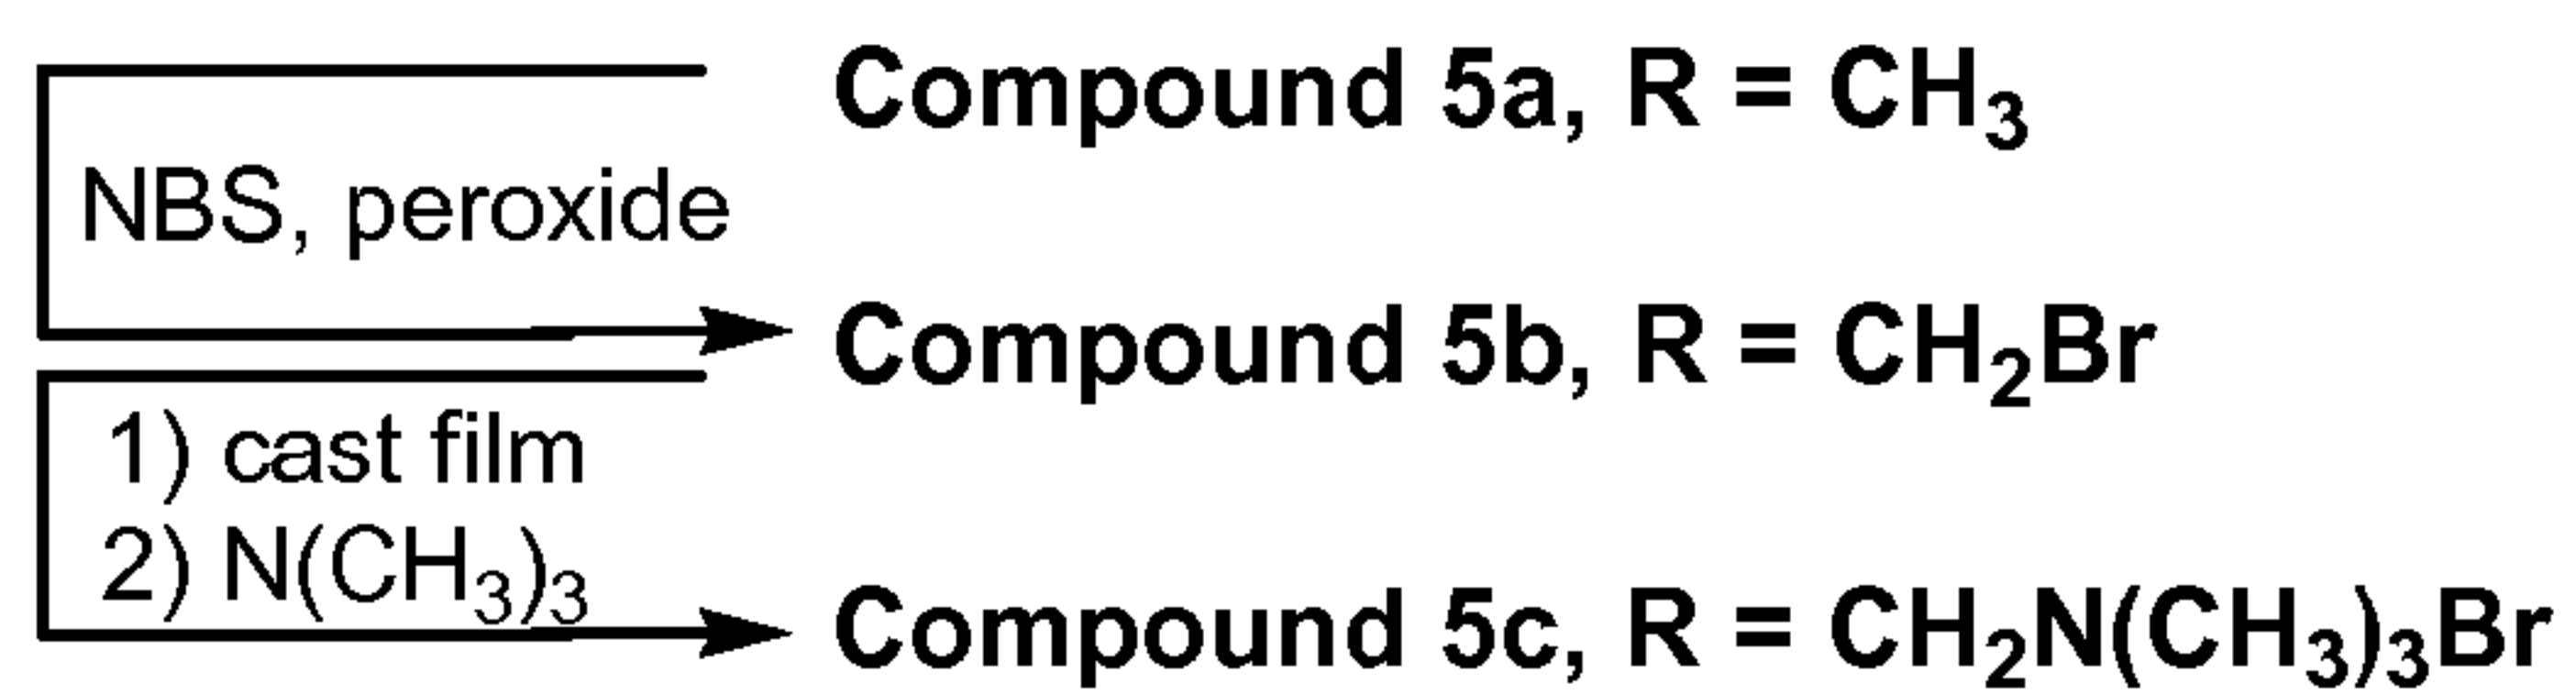 Compound 5a, R = CH₃
NBS, peroxide
Compound 5b, R = CH₂Br
1) cast film
2) N(CH₃)₃
Compound 5c, R = CH₂N(CH₃)₃Br